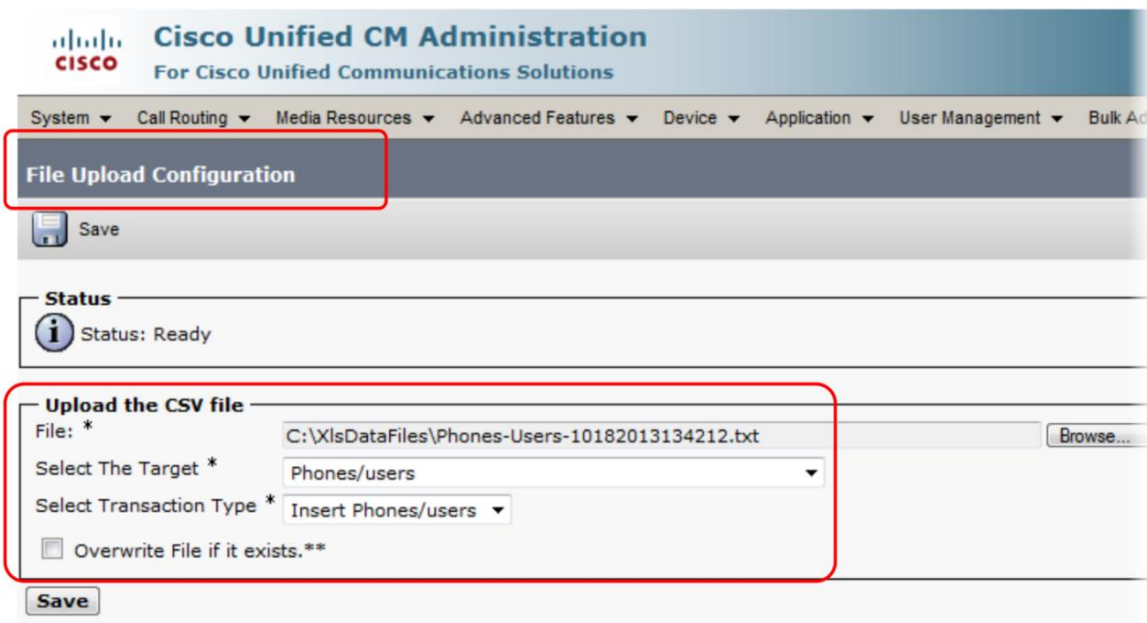 CISCO
Cisco Unified CM Administration
For Cisco Unified Communications Solutions
System Call Routing Media Resources Advanced Features Device Application User Management Bulk Ad
File Upload Configuration
Save
Status
i Status: Ready
Upload the CSV file
File: * C:\XlsDataFiles\Phones-Users-10182013134212.txt Browse...
Select The Target * Phones/users
Select Transaction Type * Insert Phones/users
Overwrite File if it exists.**
Save